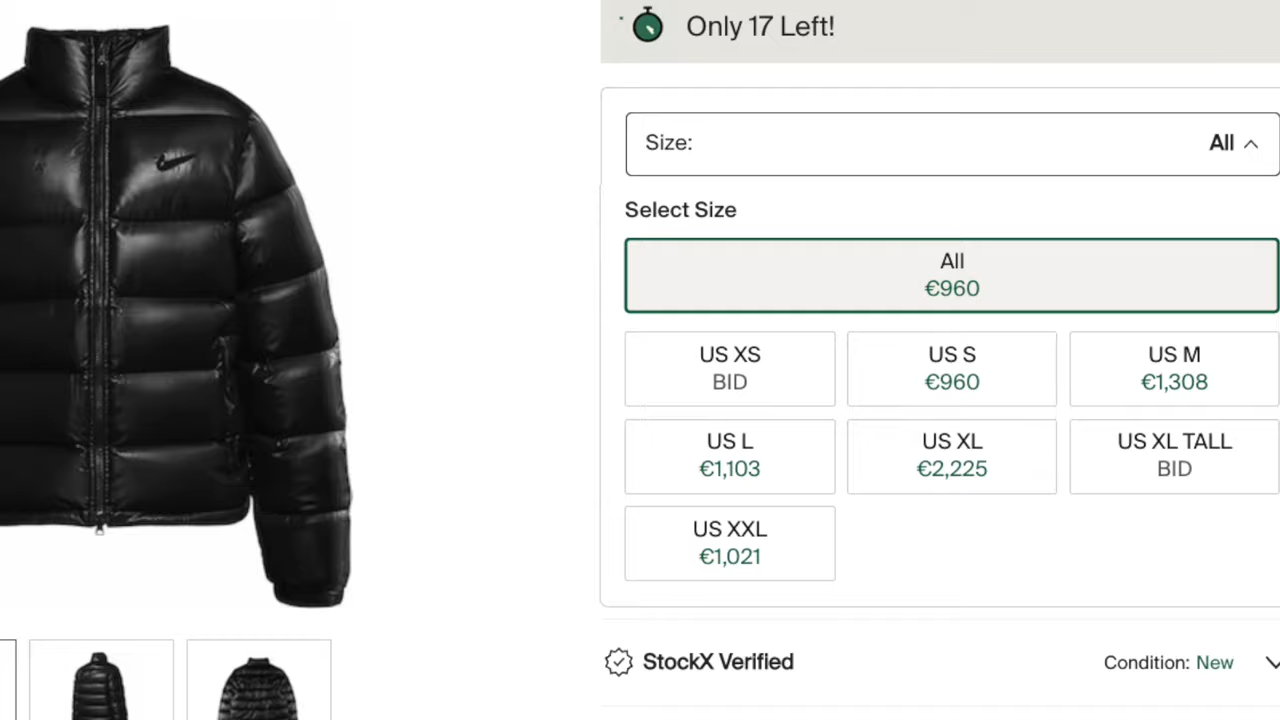 Only 17 Left!
Size:
All
Select Size
All
€960
US XS
BID
US S
€960
US M
€1,308
US L
€1,103
US XL
€2,225
US XL TALL
BID
US XXL
€1,021
StockX Verified
Condition: New